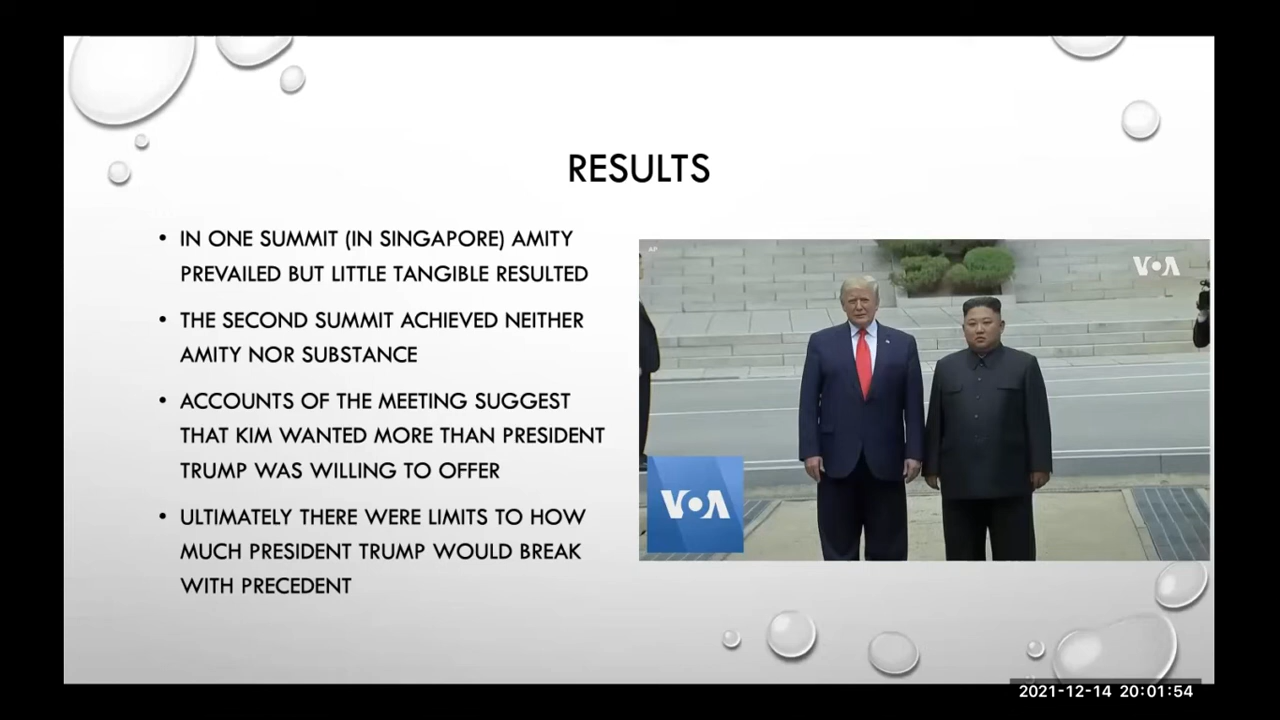 RESULTS
• IN ONE SUMMIT (IN SINGAPORE) AMITY
PREVAILED BUT LITTLE TANGIBLE RESULTED
• THE SECOND SUMMIT ACHIEVED NEITHER
AMITY NOR SUBSTANCE
• ACCOUNTS OF THE MEETING SUGGEST
THAT KIM WANTED MORE THAN PRESIDENT
TRUMP WAS WILLING TO OFFER
• ULTIMATELY THERE WERE LIMITS TO HOW
MUCH PRESIDENT TRUMP WOULD BREAK
WITH PRECEDENT
AP
VOA
VOA
2021-12-14 20:01:54